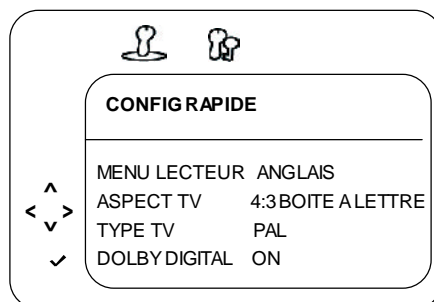 CONFIG RAPIDE
MENU LECTEUR ANGLAIS
ASPECT TV 4:3 BOITE A LETTRE
TYPE TV PAL
DOLBY DIGITAL ON